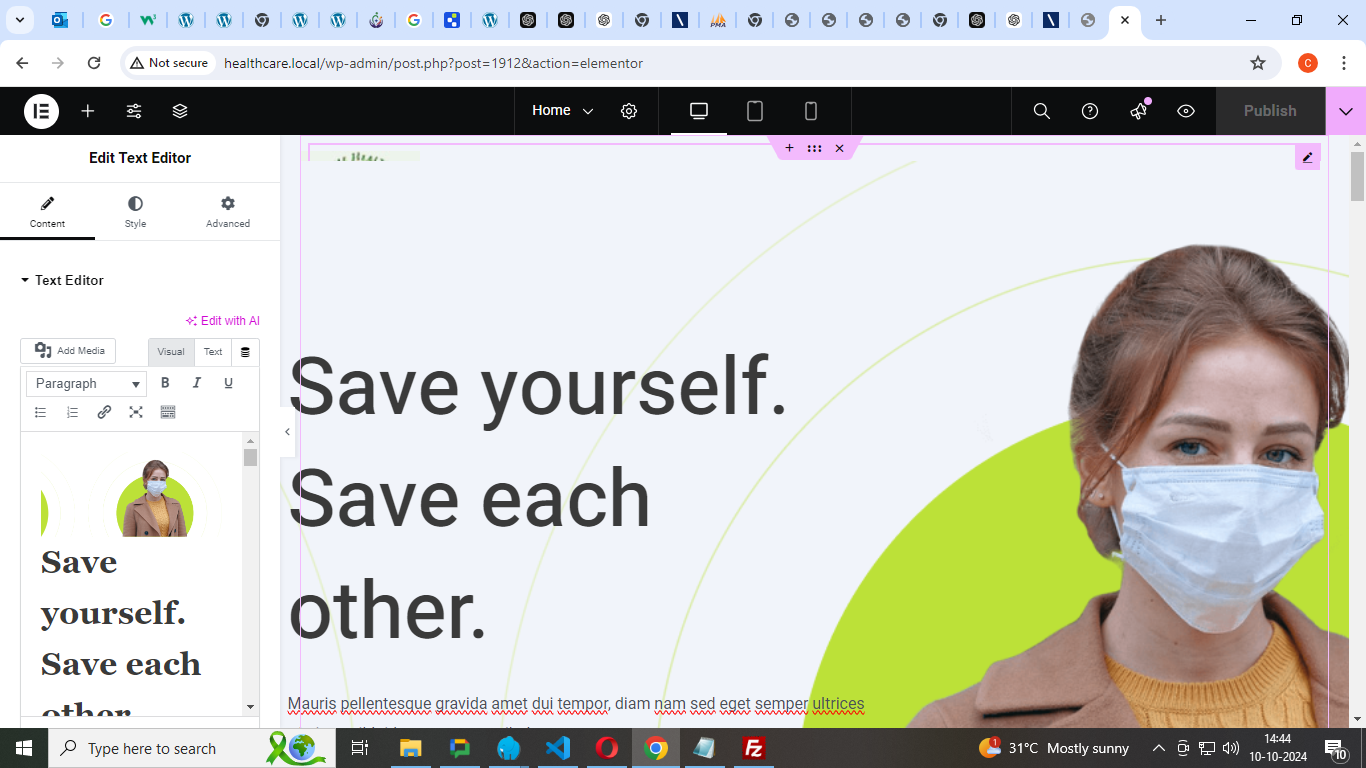 Not secure
healthcare.local/wp-admin/post.php?post=1912&action=elementor
C
Home
Publish
Edit Text Editor
Content
Style
Advanced
Text Editor
Edit with AI
Add Media
Visual
Text
Paragraph
B
I
U
Save
yourself.
Save each
other.
Save yourself.
Save each
other.
Mauris pellentesque gravida amet dui tempor, diam nam sed eget semper ultrices
Type here to search
31°C Mostly sunny
14:44
10-10-2024
10